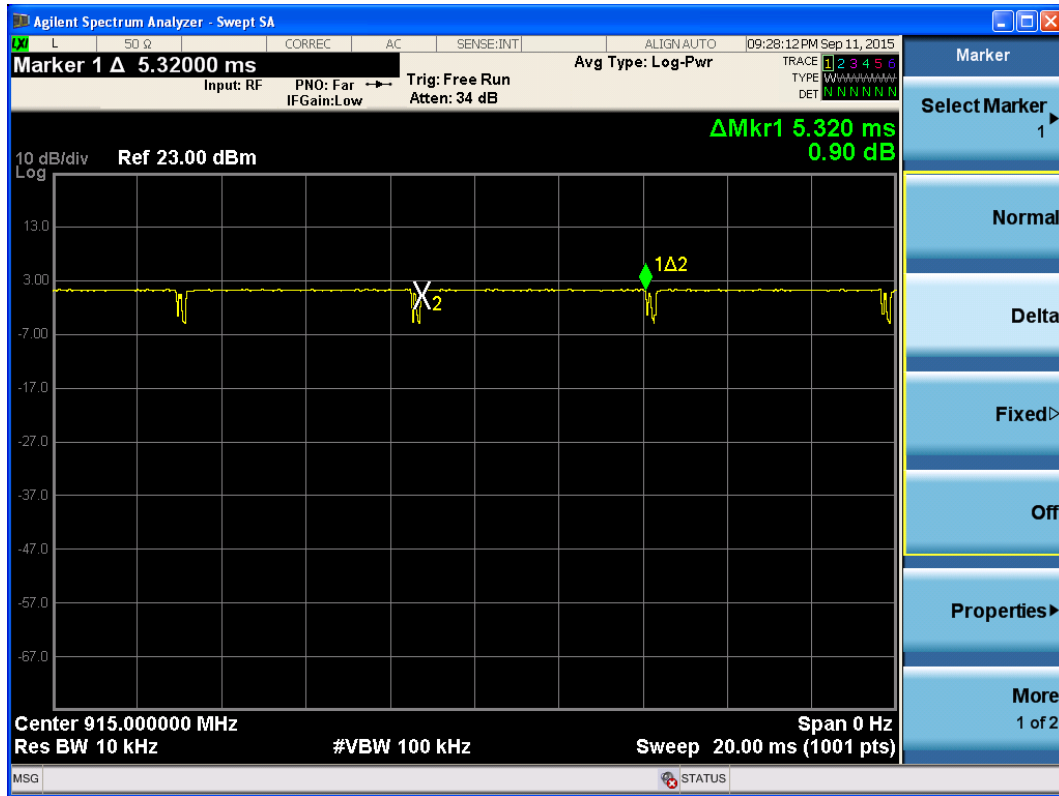 Agilent Spectrum Analyzer - Swept SA
LXI L 50 Ω CORREC AC SENSE:INT ALIGN AUTO 09:28:12 PM Sep 11, 2015
Marker 1 Δ 5.32000 ms
Input: RF PNO: Far Trig: Free Run Avg Type: Log-Pwr TRACE 1 2 3 4 5 6
IFGain:Low Atten: 34 dB TYPE WWWWWW
DET N N N N N N
ΔMkr1 5.320 ms
0.90 dB
10 dB/div Ref 23.00 dBm
Log
13.0
3.00
-7.00
-17.0
-27.0
-37.0
-47.0
-57.0
-67.0
1Δ2
X2
Center 915.000000 MHz Span 0 Hz
Res BW 10 kHz #VBW 100 kHz Sweep 20.00 ms (1001 pts)
MSG STATUS
Marker
Select Marker
1
Normal
Delta
Fixed
Off
Properties
More
1 of 2